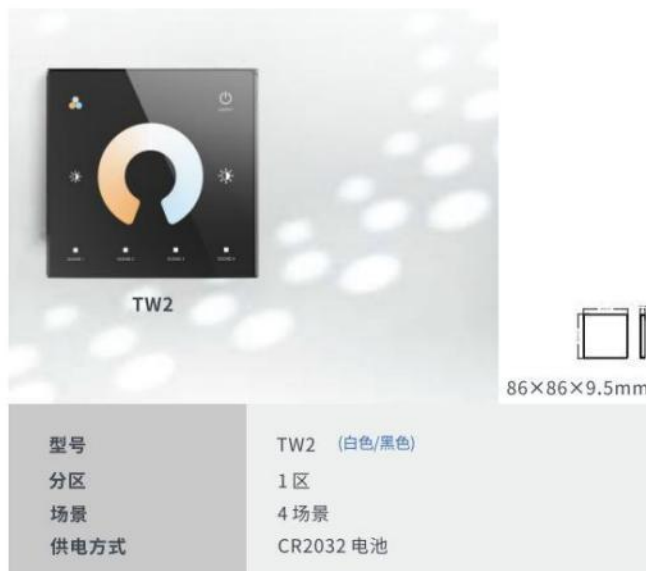 TW2
86×86×9.5mm
型号 TW2 (白色/黑色)
分区 1区
场景 4场景
供电方式 CR2032 电池